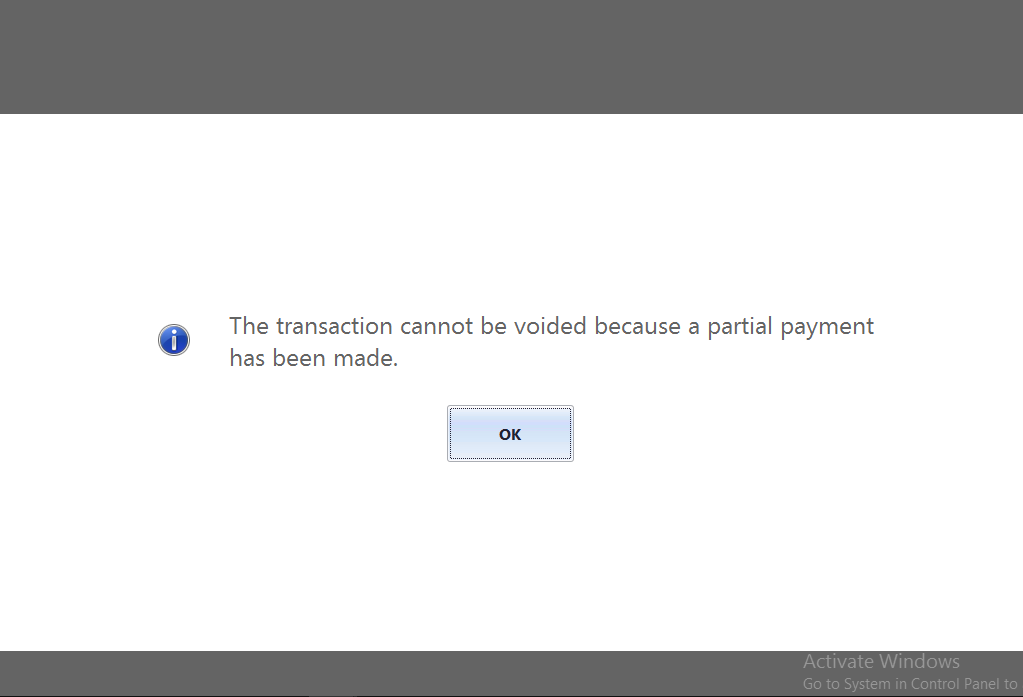 The transaction cannot be voided because a partial payment
has been made.
OK
Activate Windows
Go to System in Control Panel to